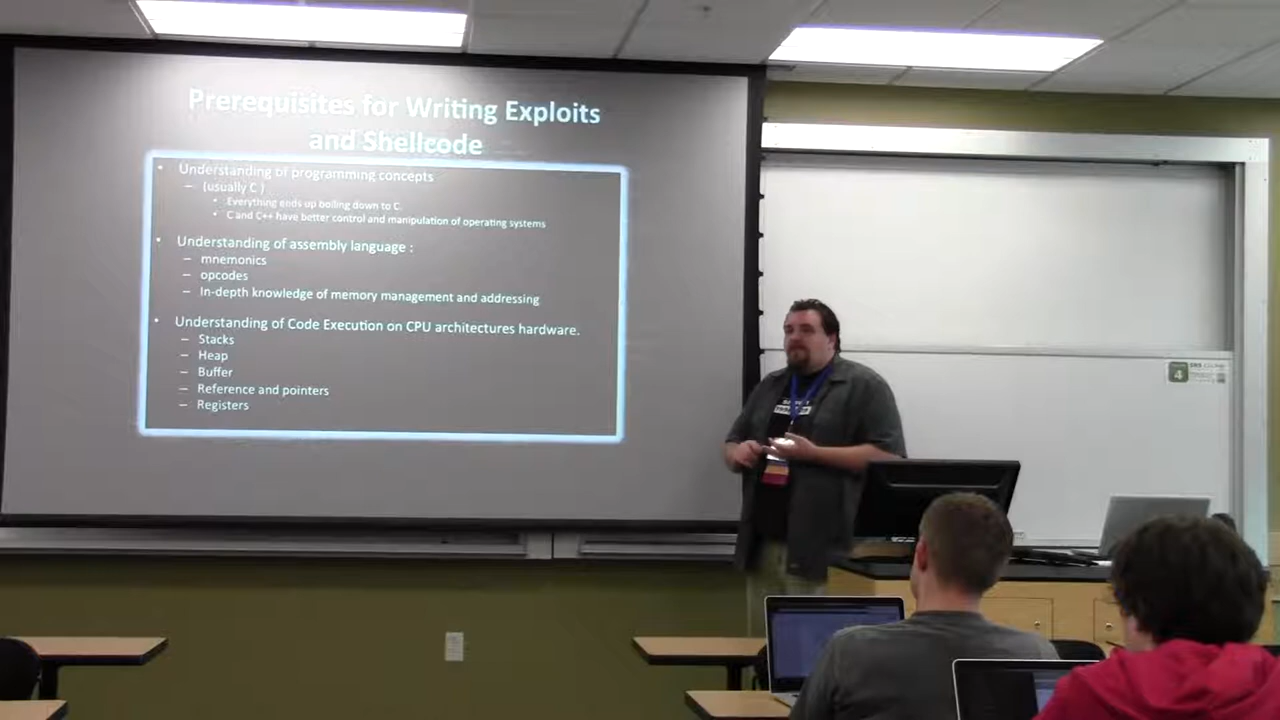 Prerequisites for Writing Exploits
and Shellcode
• Understanding of programming concepts
– (usually C )
• Everything ends up boiling down to C.
• C and C++ have better control and manipulation of operating systems
• Understanding of assembly language :
– mnemonics
– opcodes
– In-depth knowledge of memory management and addressing
• Understanding of Code Execution on CPU architectures hardware.
– Stacks
– Heap
– Buffer
– Reference and pointers
– Registers
4